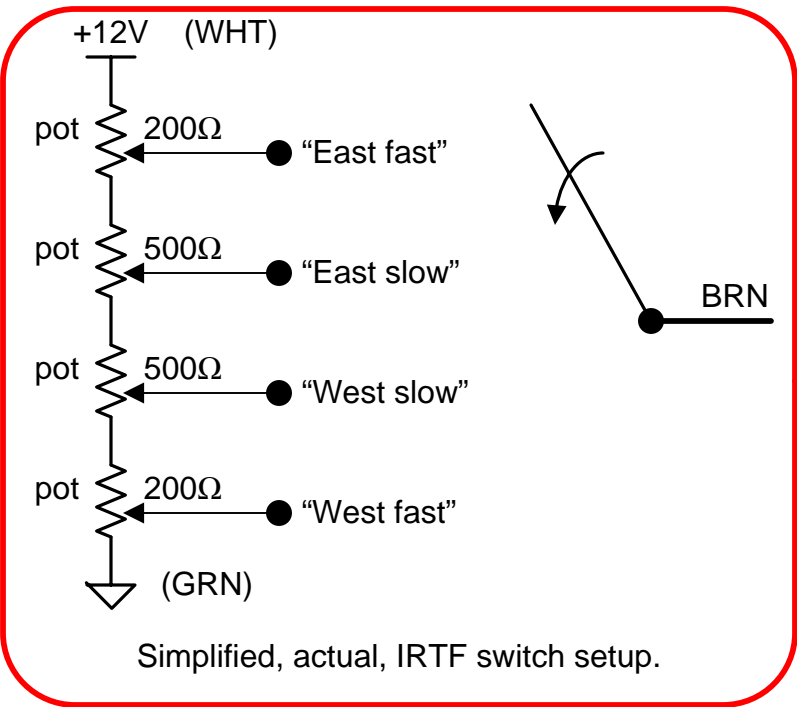 +12V (WHT)
pot 200Ω “East fast”
pot 500Ω “East slow”
BRN
pot 500Ω “West slow”
pot 200Ω “West fast”
(GRN)
Simplified, actual, IRTF switch setup.